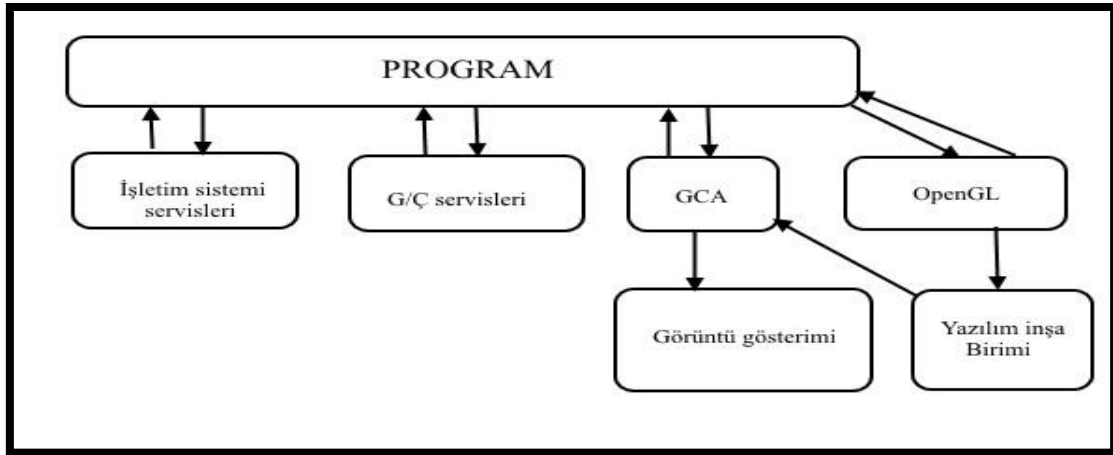 PROGRAM
İşletim sistemi
servisleri
G/Ç servisleri
GCA
OpenGL
Görüntü gösterimi
Yazılım inşa
Birimi